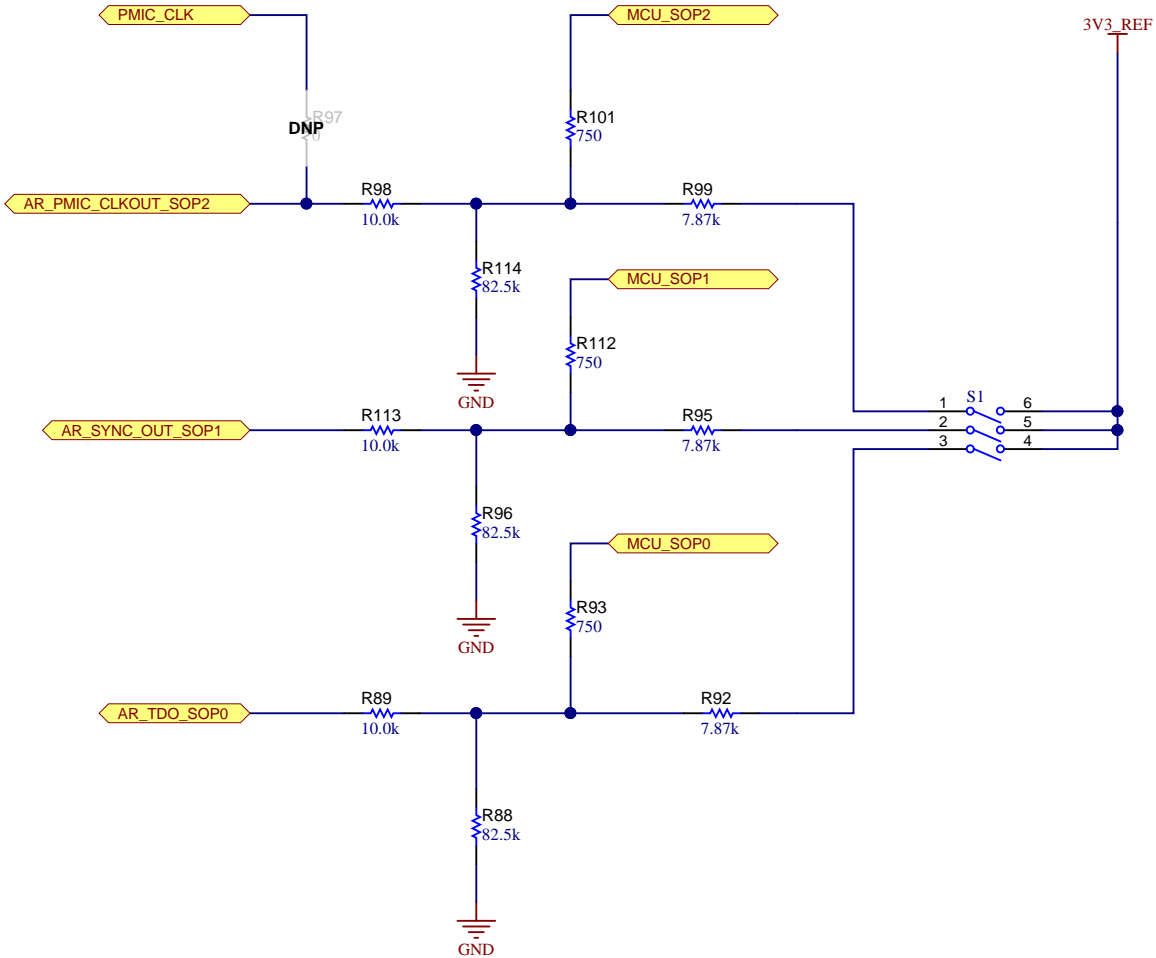 PMIC_CLK
MCU_SOP2
3V3_REF
R97
DNP
0
R101
750
AR_PMIC_CLKOUT_SOP2
R98
10.0k
R99
7.87k
R114
82.5k
MCU_SOP1
R112
750
GND
AR_SYNC_OUT_SOP1
R113
10.0k
R95
7.87k
S1
1
6
2
5
3
4
R96
82.5k
MCU_SOP0
R93
750
GND
AR_TDO_SOP0
R89
10.0k
R92
7.87k
R88
82.5k
GND